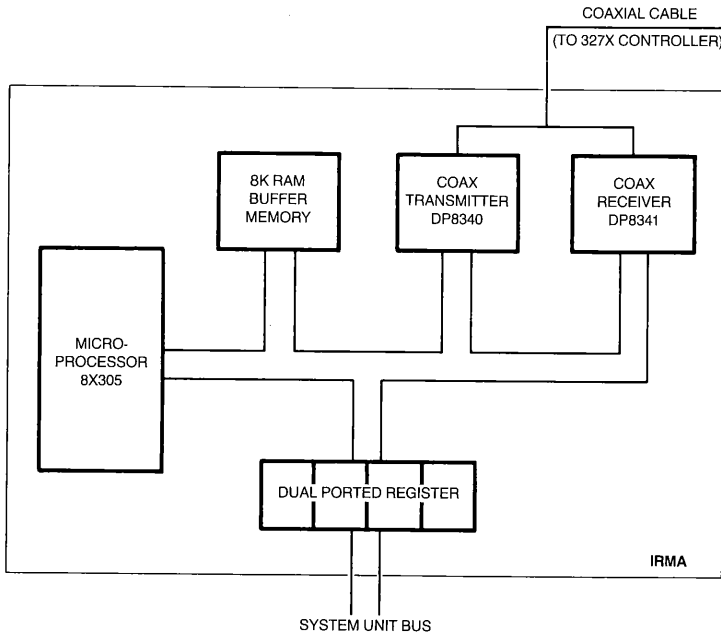 COAXIAL CABLE
(TO 327X CONTROLLER)
8K RAM
BUFFER
MEMORY
COAX
TRANSMITTER
DP8340
COAX
RECEIVER
DP8341
MICRO-
PROCESSOR
8X305
DUAL PORTED REGISTER
IRMA
SYSTEM UNIT BUS